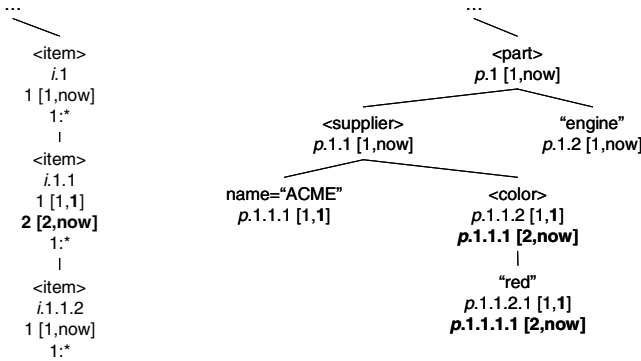 ...
<item>
i.1
1 [1,now]
1:*
<item>
i.1.1
1 [1,1]
2 [2,now]
1:*
<item>
i.1.1.2
1 [1,now]
1:*
...
<part>
p.1 [1,now]
<supplier>
p.1.1 [1,now]
“engine”
p.1.2 [1,now]
name=“ACME”
p.1.1.1 [1,1]
<color>
p.1.1.2 [1,1]
p.1.1.1 [2,now]
“red”
p.1.1.2.1 [1,1]
p.1.1.1.1 [2,now]